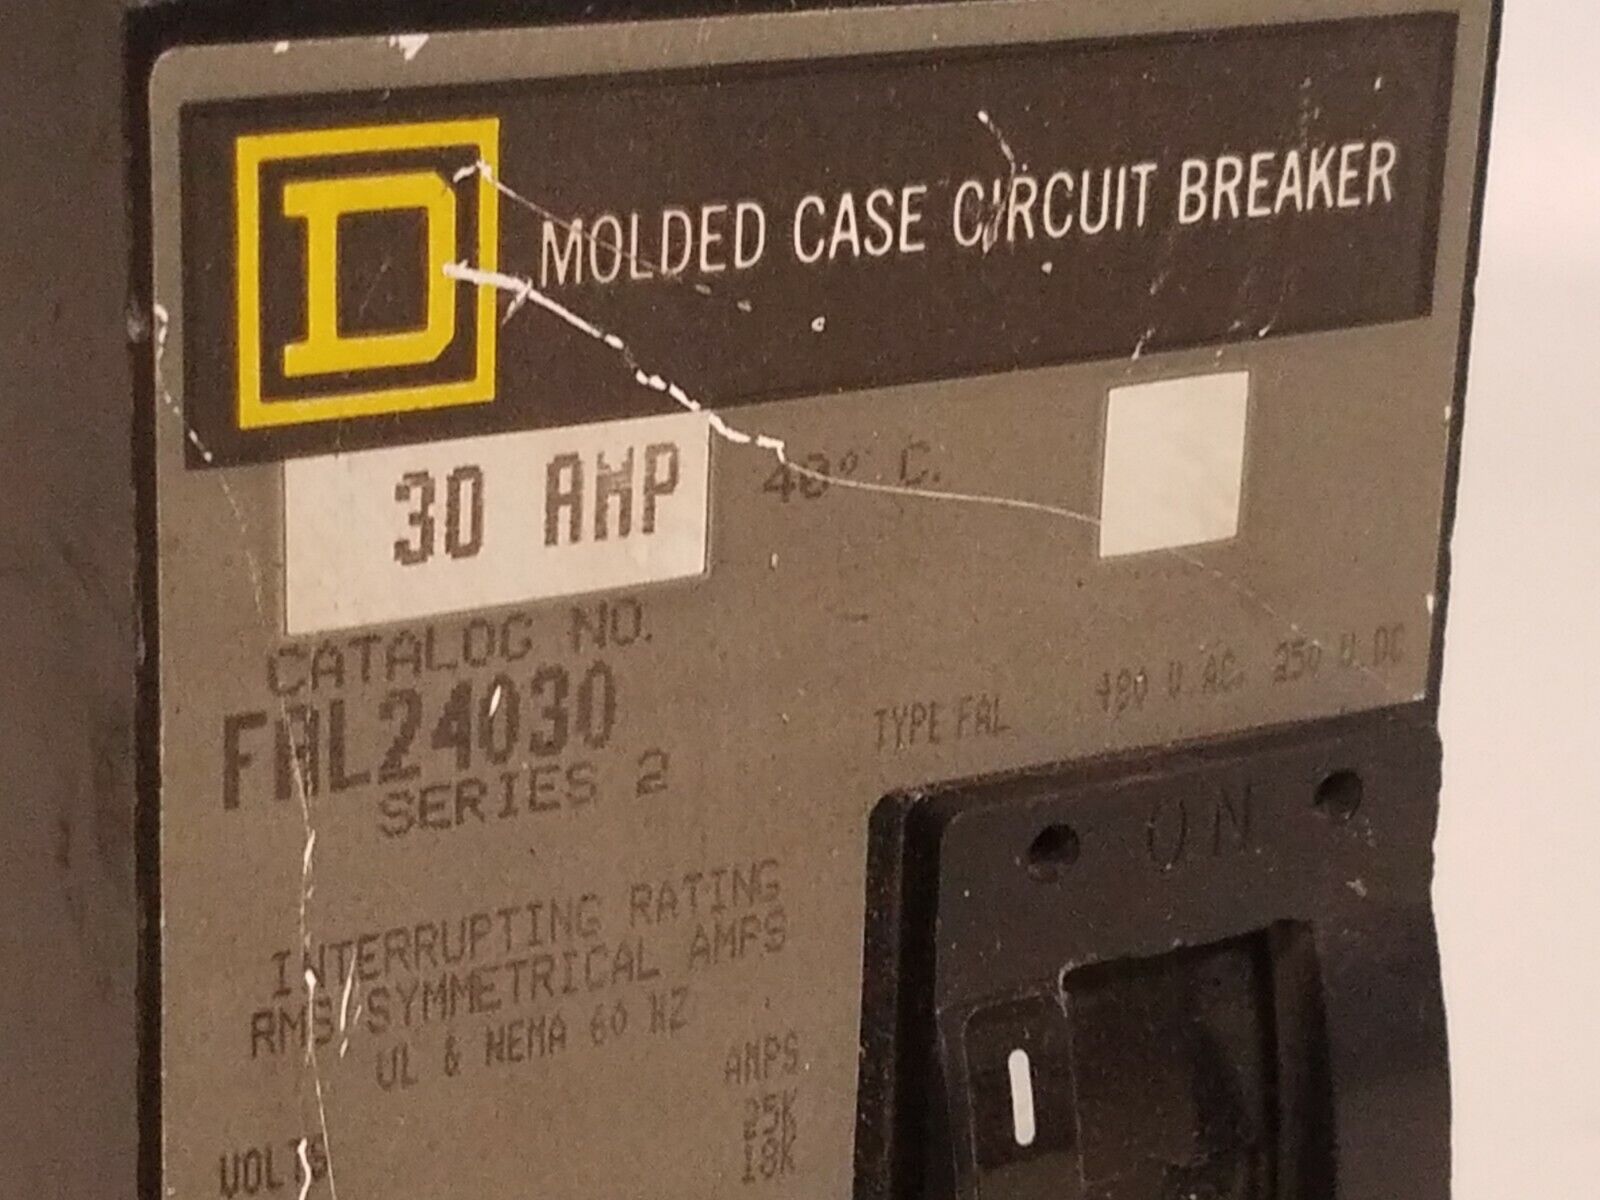 D MOLDED CASE CIRCUIT BREAKER
30 AMP 40° C.
CATALOG NO.
FAL24030
SERIES 2
TYPE FAL 480 V. AC. 250 V. DC
ON
INTERRUPTING RATING
RMS SYMMETRICAL AMPS
UL & NEMA 60 HZ
AMPS
25K
VOLTS 18K